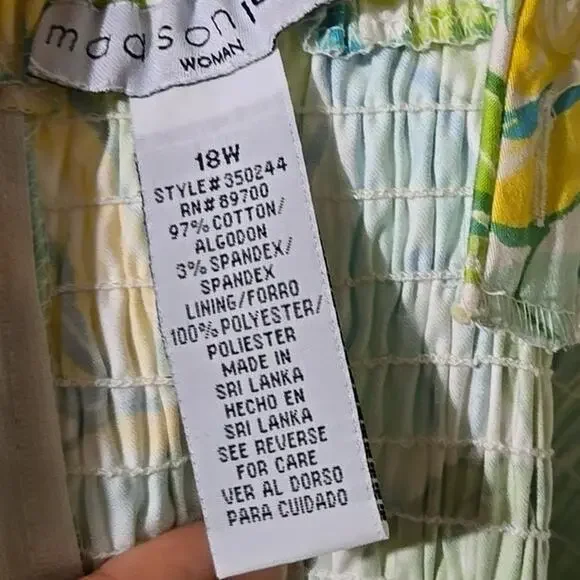 maggson
WOMAN
18W
STYLE# 350244
RN# 89700
97% COTTON/
ALGODON
3% SPANDEX/
SPANDEX
LINING/FORRO
100% POLYESTER/
POLIESTER
MADE IN
SRI LANKA
HECHO EN
SRI LANKA
SEE REVERSE
FOR CARE
VER AL DORSO
PARA CUIDADO